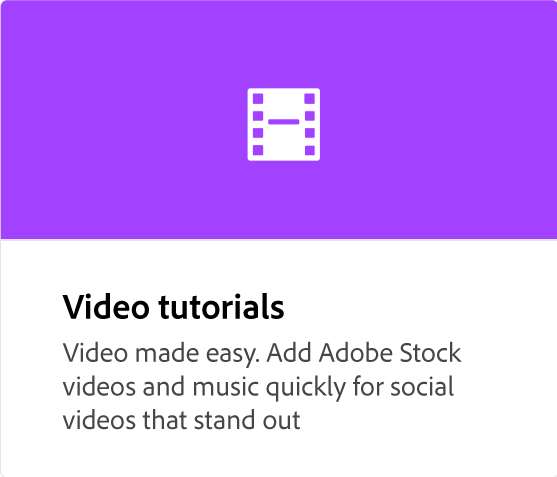 Video tutorials
Video made easy. Add Adobe Stock
videos and music quickly for social
videos that stand out